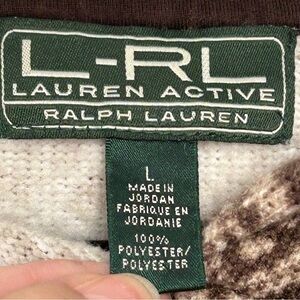 L-RL
LAUREN ACTIVE
RALPH LAUREN
L
MADE IN
JORDAN
FABRIQUE EN
JORDANIE
100%
POLYESTER/
POLYESTER